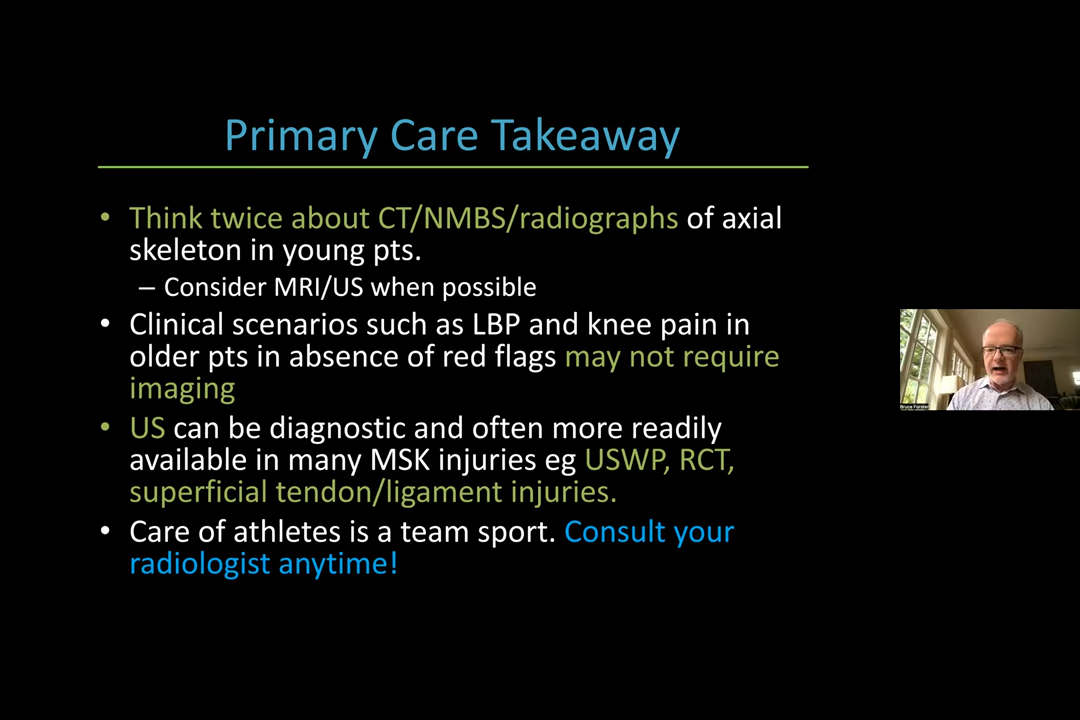 Primary Care Takeaway
• Think twice about CT/NMBS/radiographs of axial
skeleton in young pts.
– Consider MRI/US when possible
• Clinical scenarios such as LBP and knee pain in
older pts in absence of red flags may not require
imaging
• US can be diagnostic and often more readily
available in many MSK injuries eg USWP, RCT,
superficial tendon/ligament injuries.
• Care of athletes is a team sport. Consult your
radiologist anytime!
Bruce Forster